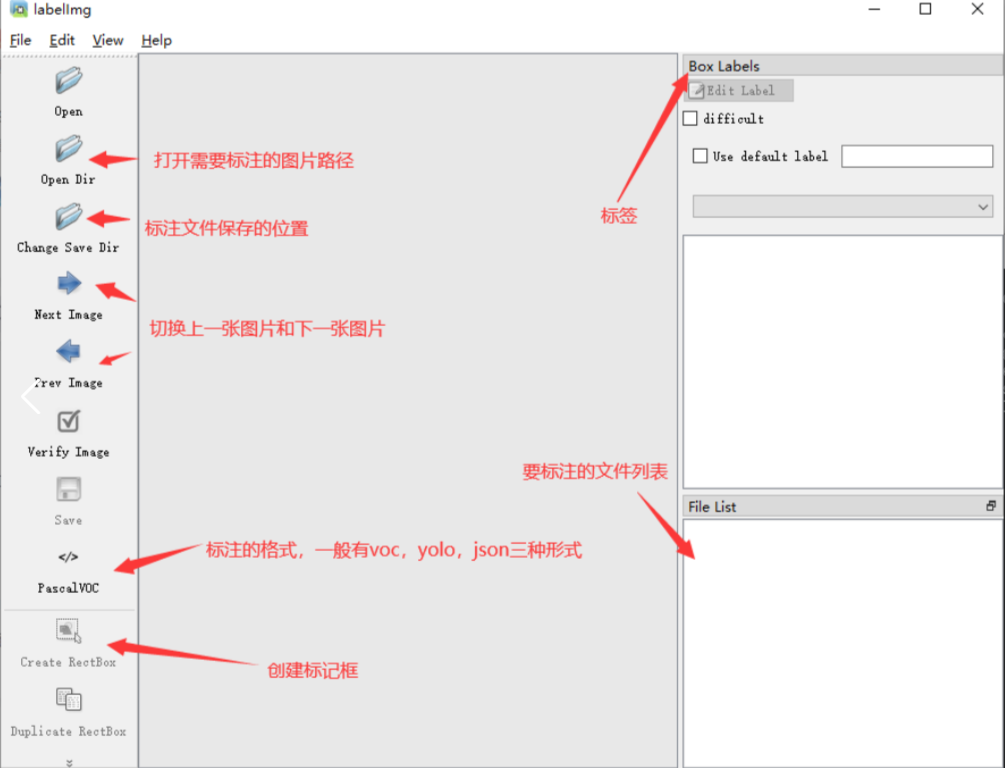 labelImg
File Edit View Help
Open
Open Dir
打开需要标注的图片路径
Change Save Dir
标注文件保存的位置
Next Image
切换上一张图片和下一张图片
Prev Image
Verify Image
Save
</>
PascalVOC
标注的格式，一般有voc，yolo，json三种形式
Create RectBox
创建标记框
Duplicate RectBox
Box Labels
Edit Label
difficult
Use default label
标签
要标注的文件列表
File List